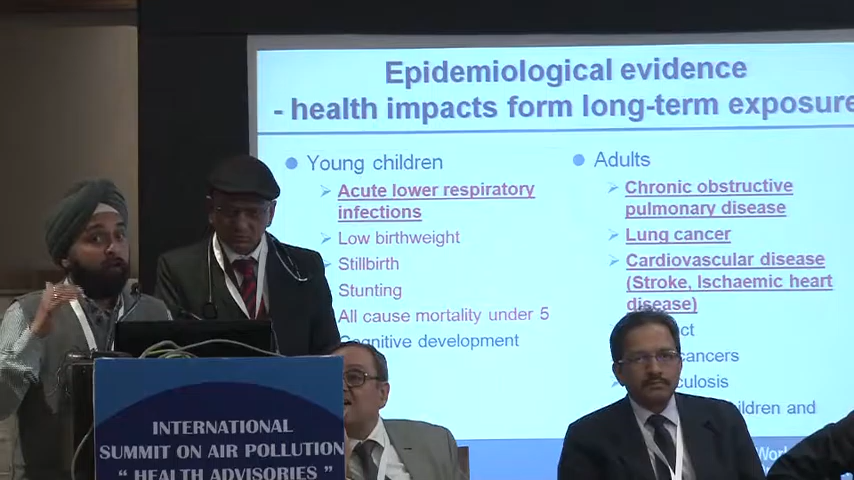 Epidemiological evidence
- health impacts form long-term exposure
Young children
Acute lower respiratory
infections
Low birthweight
Stillbirth
Stunting
All cause mortality under 5
Cognitive development
Adults
Chronic obstructive
pulmonary disease
Lung cancer
Cardiovascular disease
(Stroke, Ischaemic heart
disease)
cancers
and
INTERNATIONAL
SUMMIT ON AIR POLLUTION
“ HEALTH ADVISORIES ”